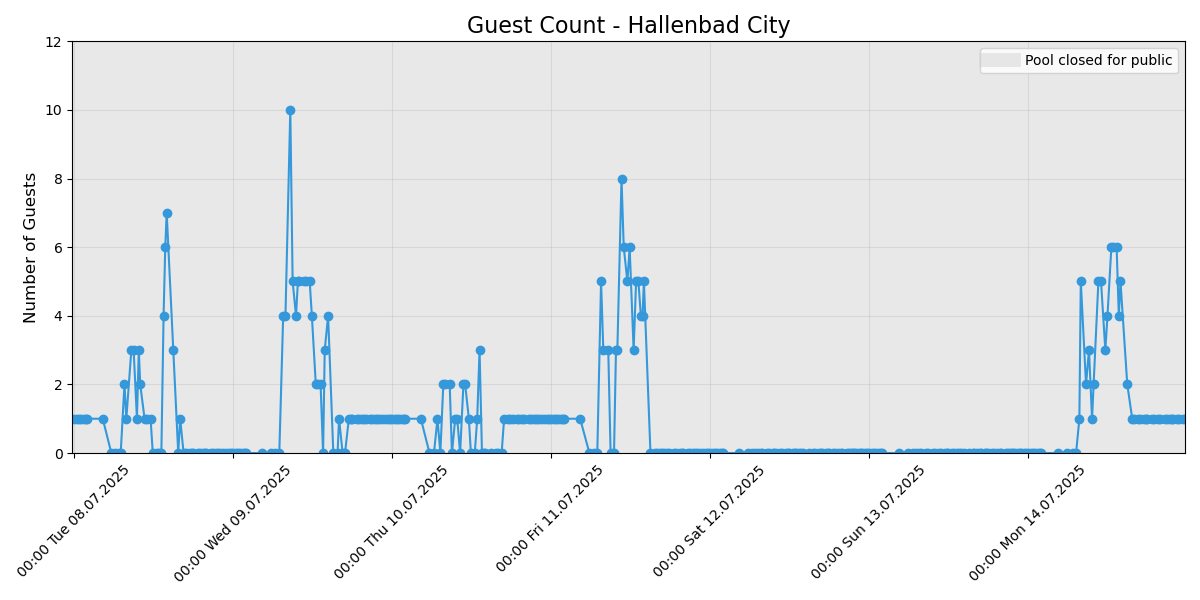 Guest Count - Hallenbad City
Pool closed for public
Number of Guests
12
10
8
6
4
2
0
00:00 Tue 08.07.2025
00:00 Wed 09.07.2025
00:00 Thu 10.07.2025
00:00 Fri 11.07.2025
00:00 Sat 12.07.2025
00:00 Sun 13.07.2025
00:00 Mon 14.07.2025